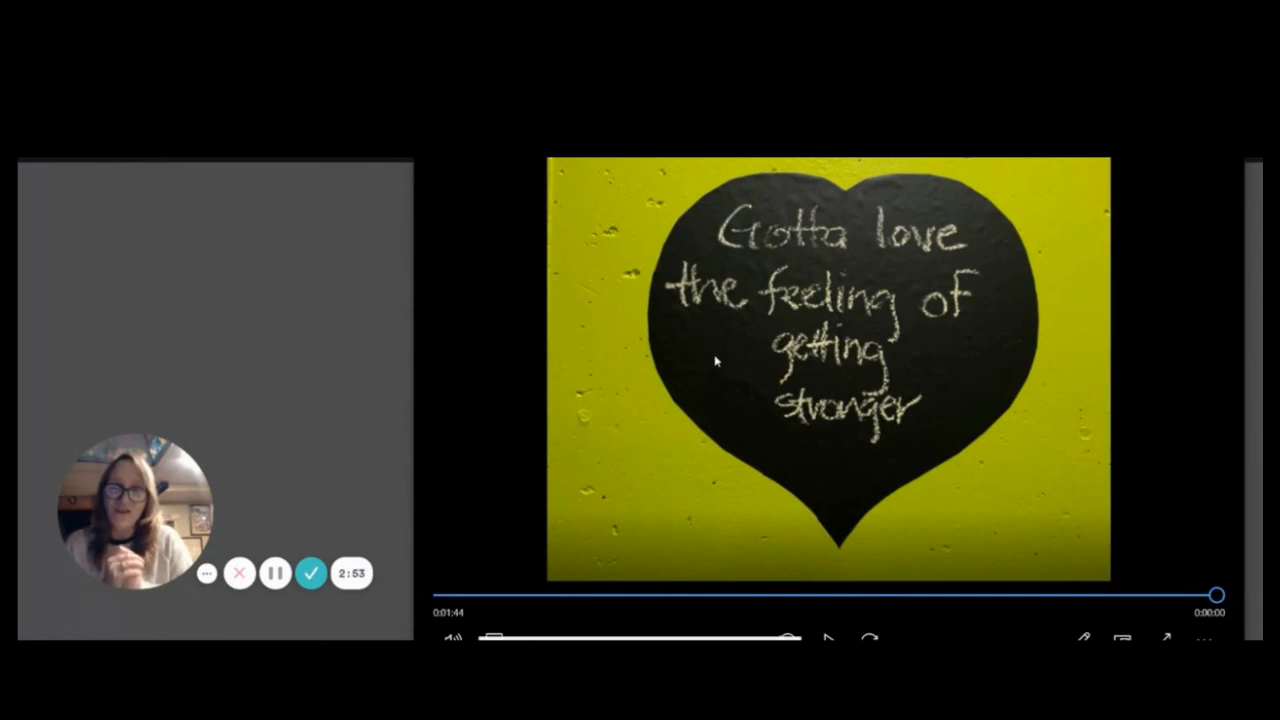 Gotta love
the feeling of
getting
stronger
2:53
0:01:44
0:00:00